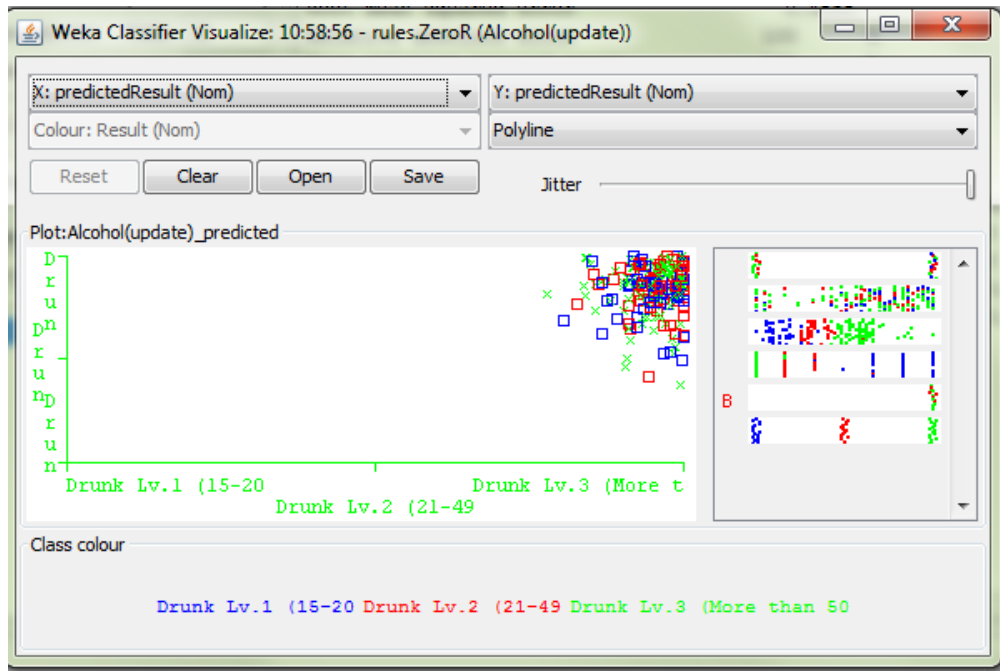 Weka Classifier Visualize: 10:58:56 - rules.ZeroR (Alcohol(update))
X: predictedResult (Nom) Y: predictedResult (Nom)
Colour: Result (Nom) Polyline
Reset Clear Open Save Jitter
Plot:Alcohol(update)_predicted
Drun
Drun
Drun
B
Drunk Lv.1 (15-20 Drunk Lv.3 (More t
Drunk Lv.2 (21-49
Class colour
Drunk Lv.1 (15-20 Drunk Lv.2 (21-49 Drunk Lv.3 (More than 50